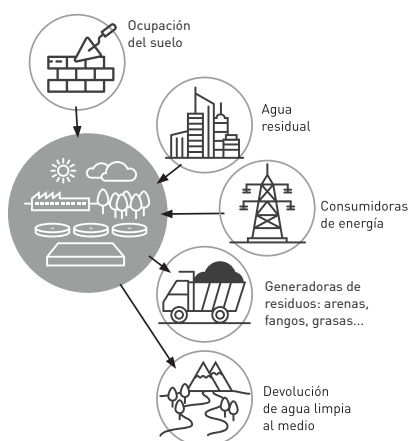 Ocupación
del suelo
Agua
residual
Consumidoras
de energía
Generadoras de
residuos: arenas,
fangos, grasas...
Devolución
de agua limpia
al medio